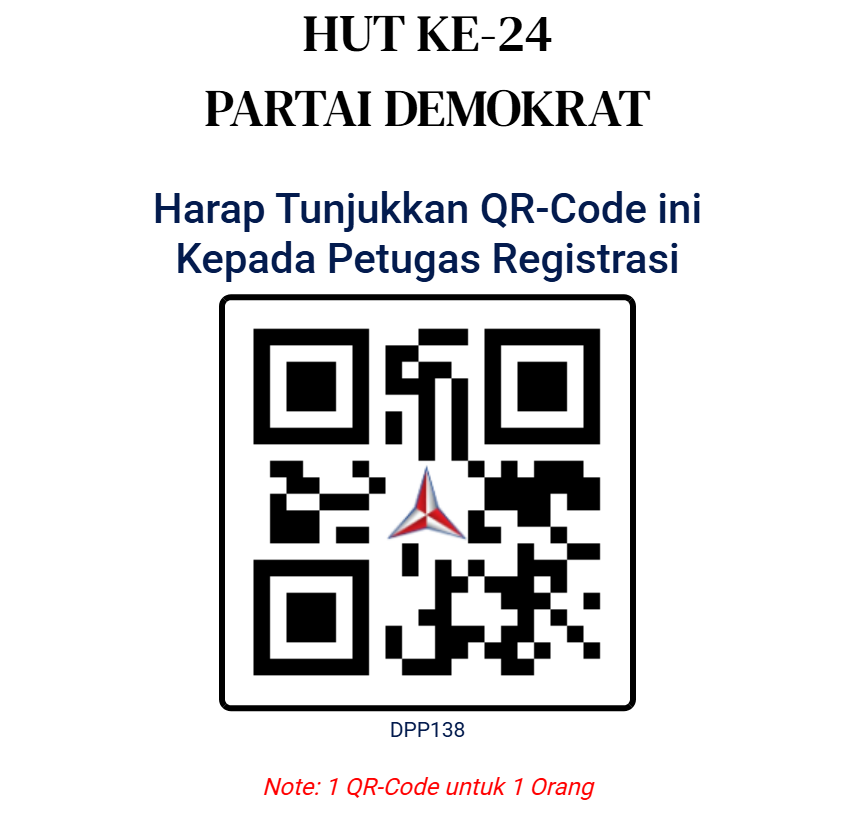 HUT KE-24
PARTAI DEMOKRAT
Harap Tunjukkan QR-Code ini
Kepada Petugas Registrasi
DPP138
Note: 1 QR-Code untuk 1 Orang